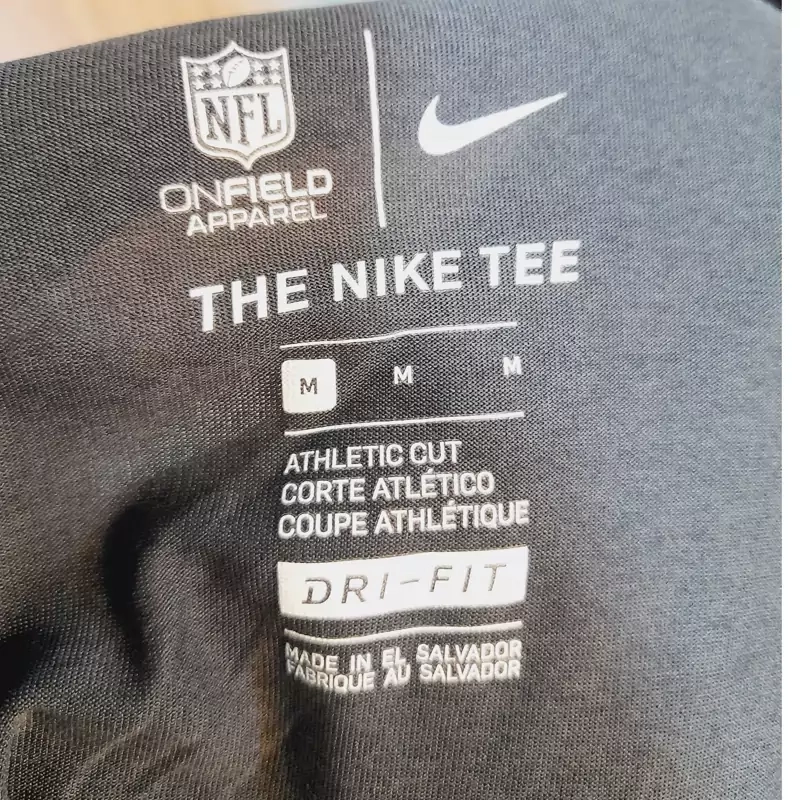 NFL
ONFIELD
APPAREL
THE NIKE TEE
M M M
ATHLETIC CUT
CORTE ATLÉTICO
COUPE ATHLÉTIQUE
DRI-FIT
MADE IN EL SALVADOR
FABRIQUE AU SALVADOR